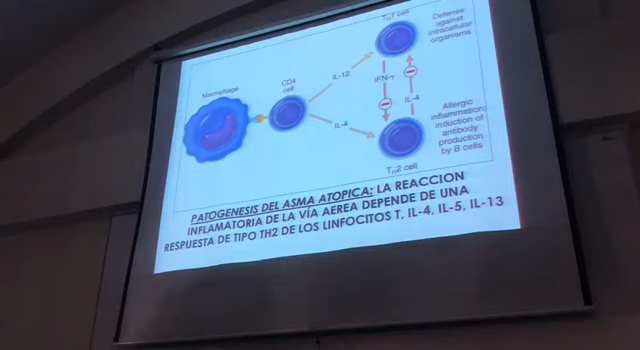 TH1 cell
Defense
against
intracellular
organisms
Macrophage
CD4
cell
IL-12
IFN-γ
IL-4
IL-4
Allergic
inflammation:
induction of
antibody
production
by B cells
TH2 cell
PATOGENESIS DEL ASMA ATOPICA: LA REACCION
INFLAMATORIA DE LA VÍA AEREA DEPENDE DE UNA
RESPUESTA DE TIPO TH2 DE LOS LINFOCITOS T, IL-4, IL-5, IL-13